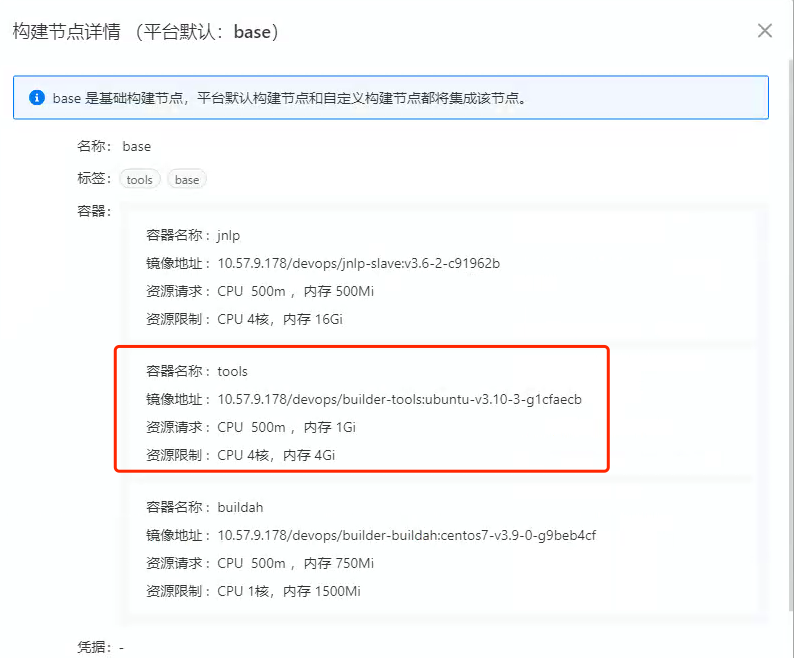 构建节点详情 （平台默认：base）
base 是基础构建节点，平台默认构建节点和自定义构建节点都将集成该节点。
名称： base
标签： tools base
容器：
容器名称： jnlp
镜像地址： 10.57.9.178/devops/jnlp-slave:v3.6-2-c91962b
资源请求： CPU 500m ，内存 500Mi
资源限制： CPU 4核，内存 16Gi
容器名称： tools
镜像地址： 10.57.9.178/devops/builder-tools:ubuntu-v3.10-3-g1cfaecb
资源请求： CPU 500m ，内存 1Gi
资源限制： CPU 4核，内存 4Gi
容器名称： buildah
镜像地址： 10.57.9.178/devops/builder-buildah:centos7-v3.9-0-g9beb4cf
资源请求： CPU 500m ，内存 750Mi
资源限制： CPU 1核，内存 1500Mi
凭据： -